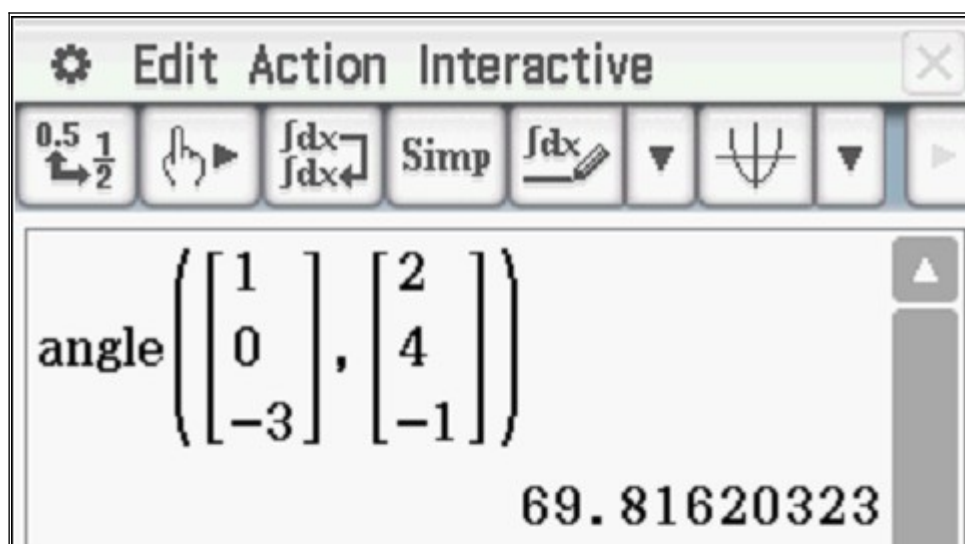 Edit Action Interactive
0.5 1/2 ∫dx ∫dx Simp ∫dx
angle([1 0 -3], [2 4 -1])
69.81620323